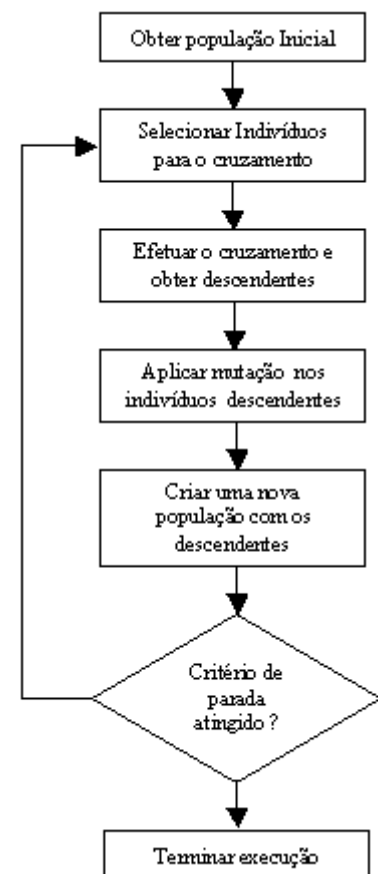 Obter população Inicial
Selecionar Indivíduos
para o cruzamento
Efetuar o cruzamento e
obter descendentes
Aplicar mutação nos
indivíduos descendentes
Criar uma nova
população com os
descendentes
Critério de
parada
atingido ?
Terminar execução